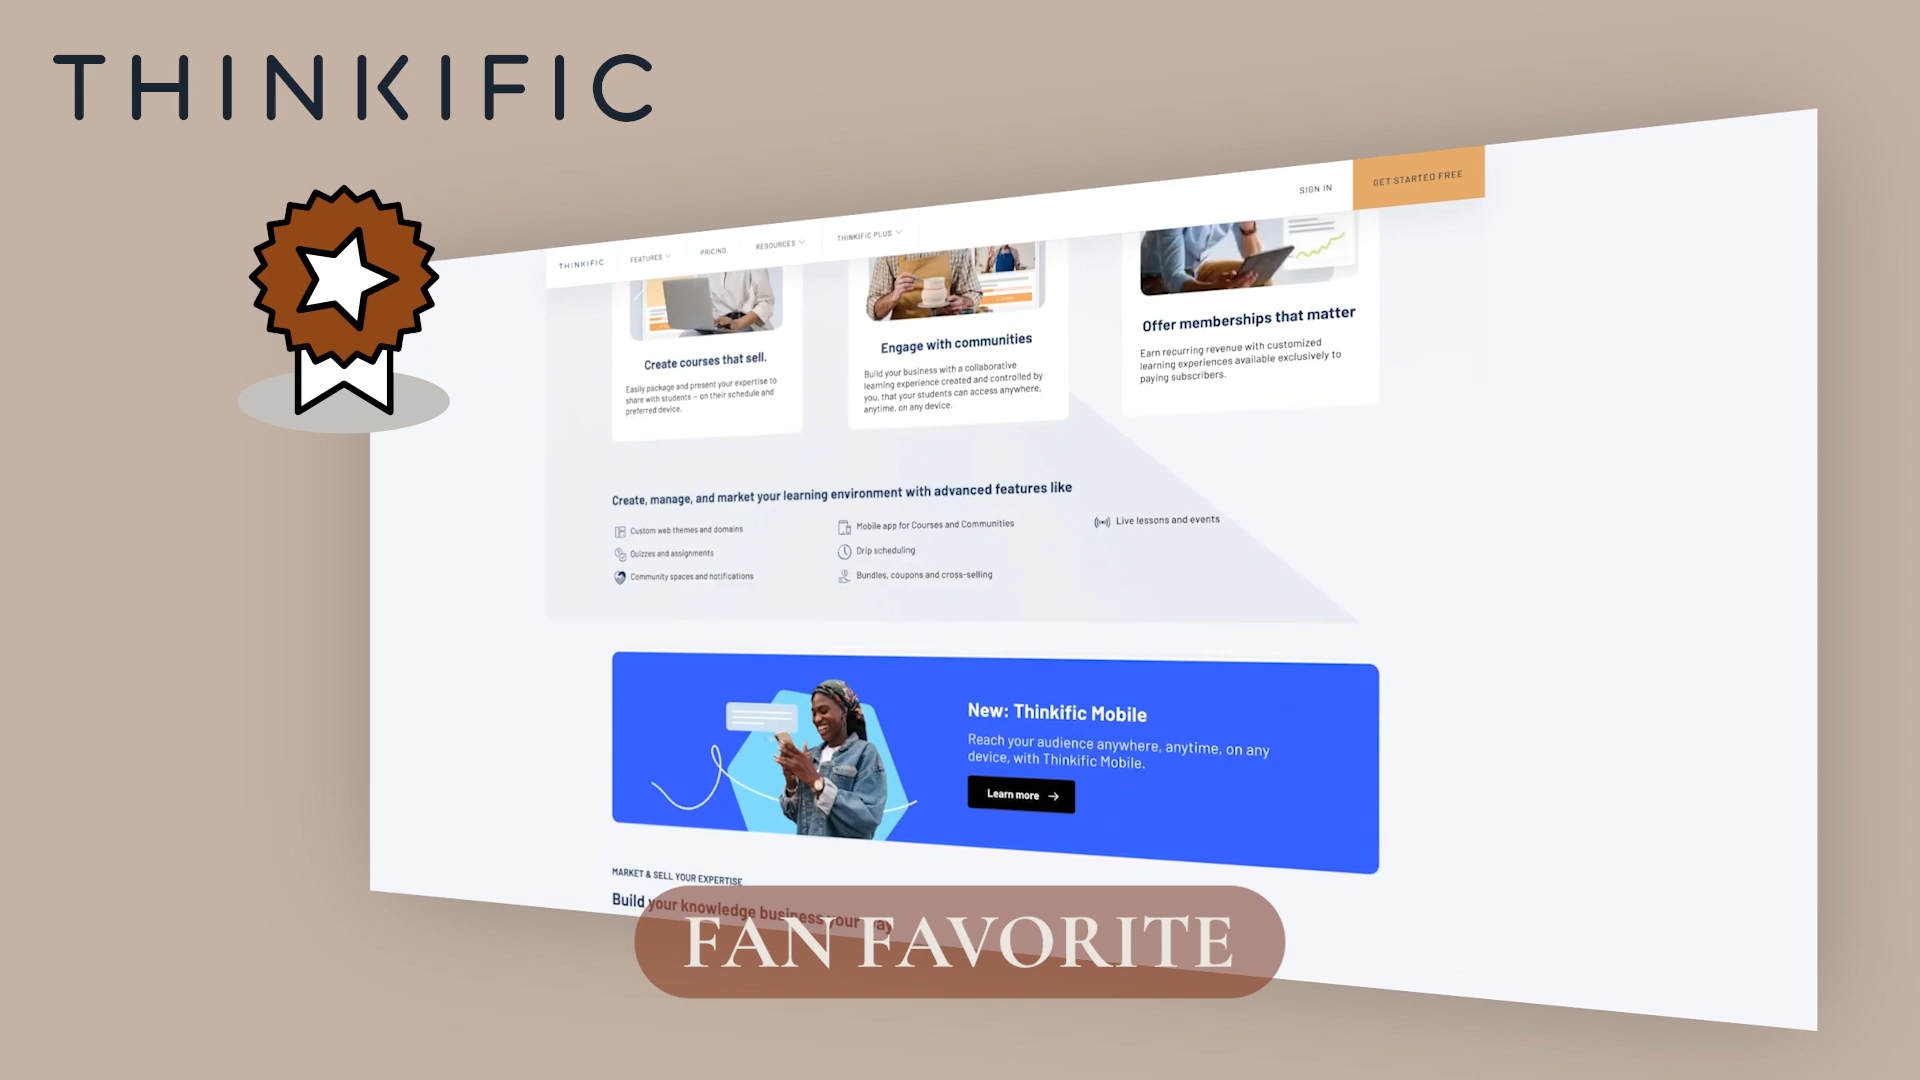 THINKIFIC
THINKIFIC
FEATURES
PRICING
RESOURCES
THINKIFIC PLUS
SIGN IN
GET STARTED FREE
Create courses that sell.
Easily package and present your expertise to
share with students – on their schedule and
preferred device.
Engage with communities
Build your business with a collaborative
learning experience created and controlled by
you, that your students can access anywhere,
anytime, on any device.
Offer memberships that matter
Earn recurring revenue with customized
learning experiences available exclusively to
paying subscribers.
Create, manage, and market your learning environment with advanced features like
Custom web themes and domains
Quizzes and assignments
Community spaces and notifications
Mobile app for Courses and Communities
Drip scheduling
Bundles, coupons and cross-selling
Live lessons and events
New: Thinkific Mobile
Reach your audience anywhere, anytime, on any
device, with Thinkific Mobile.
Learn more
MARKET & SELL YOUR EXPERTISE
Build your knowledge business your way
FAN FAVORITE